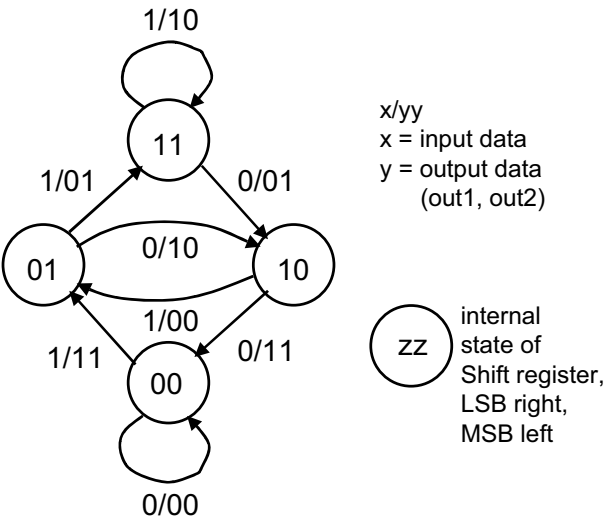 1/10
x/yy
x = input data
11
y = output data
1/01
0/01
(out1, out2)
0/10
01
10
1/00
internal
zz
state of
1/11
0/11
Shift register,
00
LSB right,
MSB left
0/00